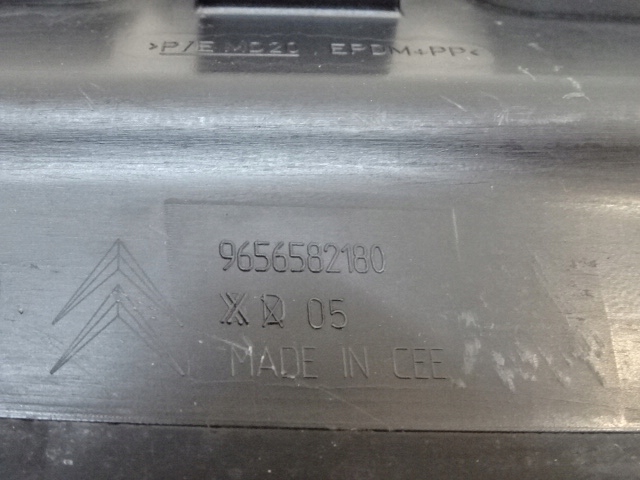 >P/E MD20 EPDM+PP<
9656582180
05
MADE IN CEE